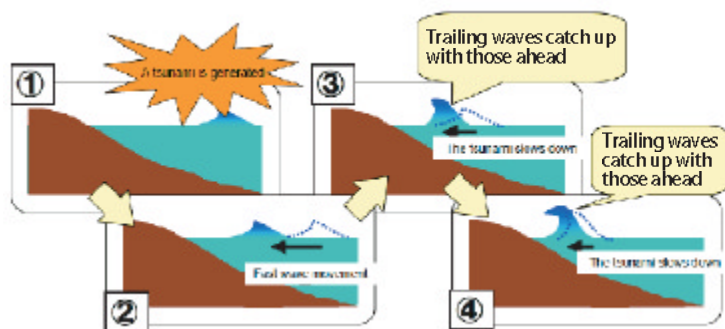 ①
A tsunami is generated
②
Fast wave movement
③
Trailing waves catch up
with those ahead
The tsunami slows down
④
Trailing waves
catch up with
those ahead
The tsunami slows down